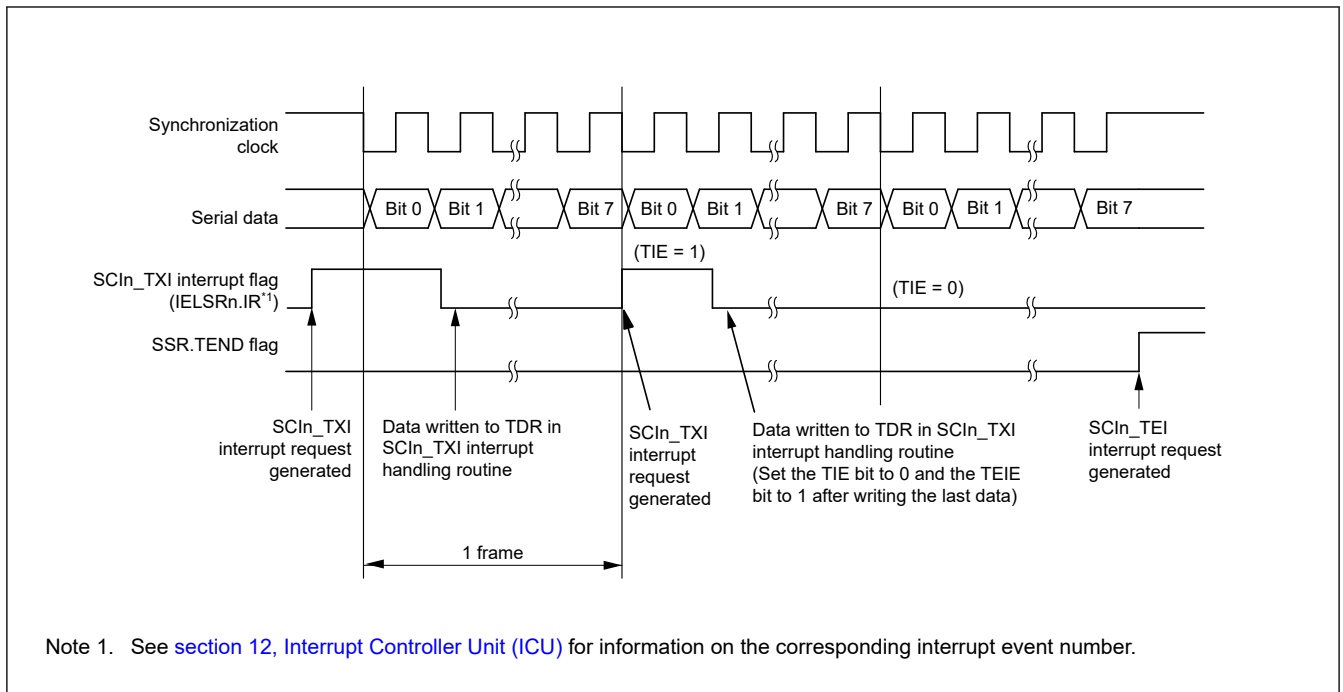 Synchronization
clock
Serial data
Bit 0 Bit 1 Bit 7 Bit 0 Bit 1 Bit 7 Bit 0 Bit 1 Bit 7
(TIE = 1)
SCIn_TXI interrupt flag
(IELSRn.IR*1)
(TIE = 0)
SSR.TEND flag
SCIn_TXI
interrupt request
generated
Data written to TDR in
SCIn_TXI interrupt
handling routine
SCIn_TXI
interrupt
request
generated
Data written to TDR in SCIn_TXI
interrupt handling routine
(Set the TIE bit to 0 and the TEIE
bit to 1 after writing the last data)
SCIn_TEI
interrupt request
generated
1 frame
Note 1. See section 12, Interrupt Controller Unit (ICU) for information on the corresponding interrupt event number.